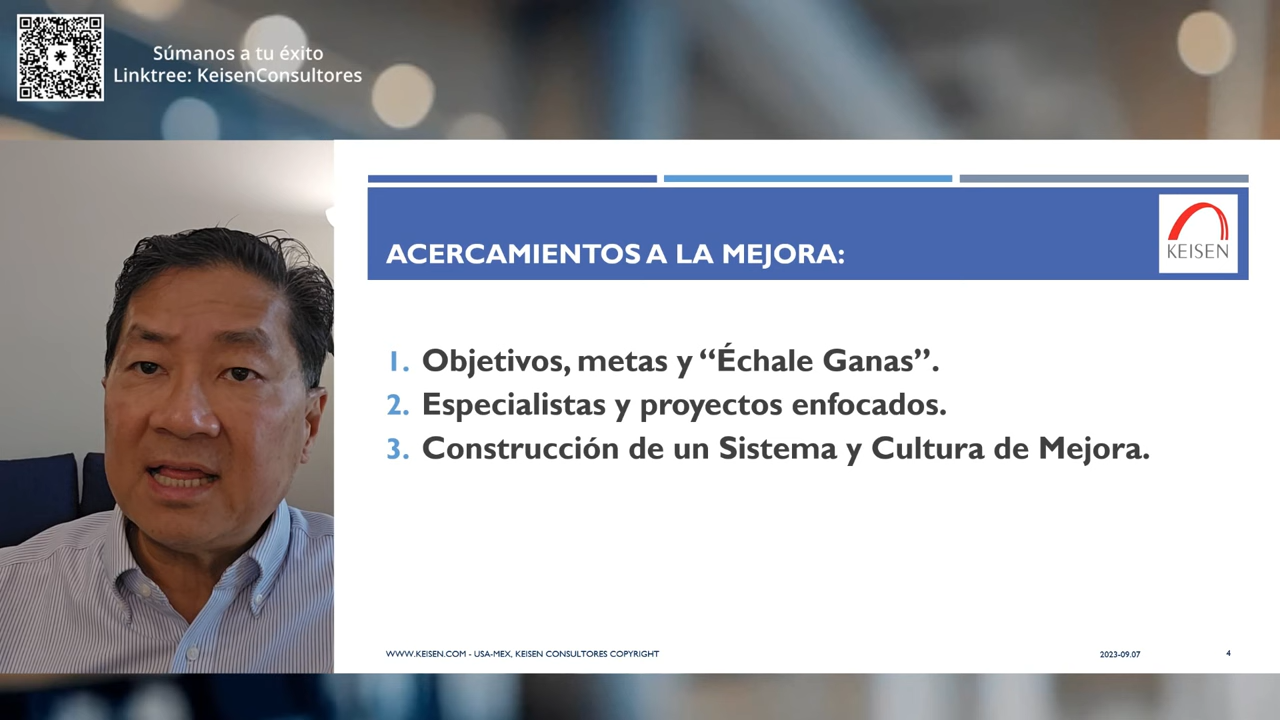 Súmanos a tu éxito
Linktree: KeisenConsultores
ACERCAMIENTOS A LA MEJORA:
KEISEN
1. Objetivos, metas y “Échale Ganas”.
2. Especialistas y proyectos enfocados.
3. Construcción de un Sistema y Cultura de Mejora.
WWW.KEISEN.COM - USA-MEX, KEISEN CONSULTORES COPYRIGHT
2023-09.07
4